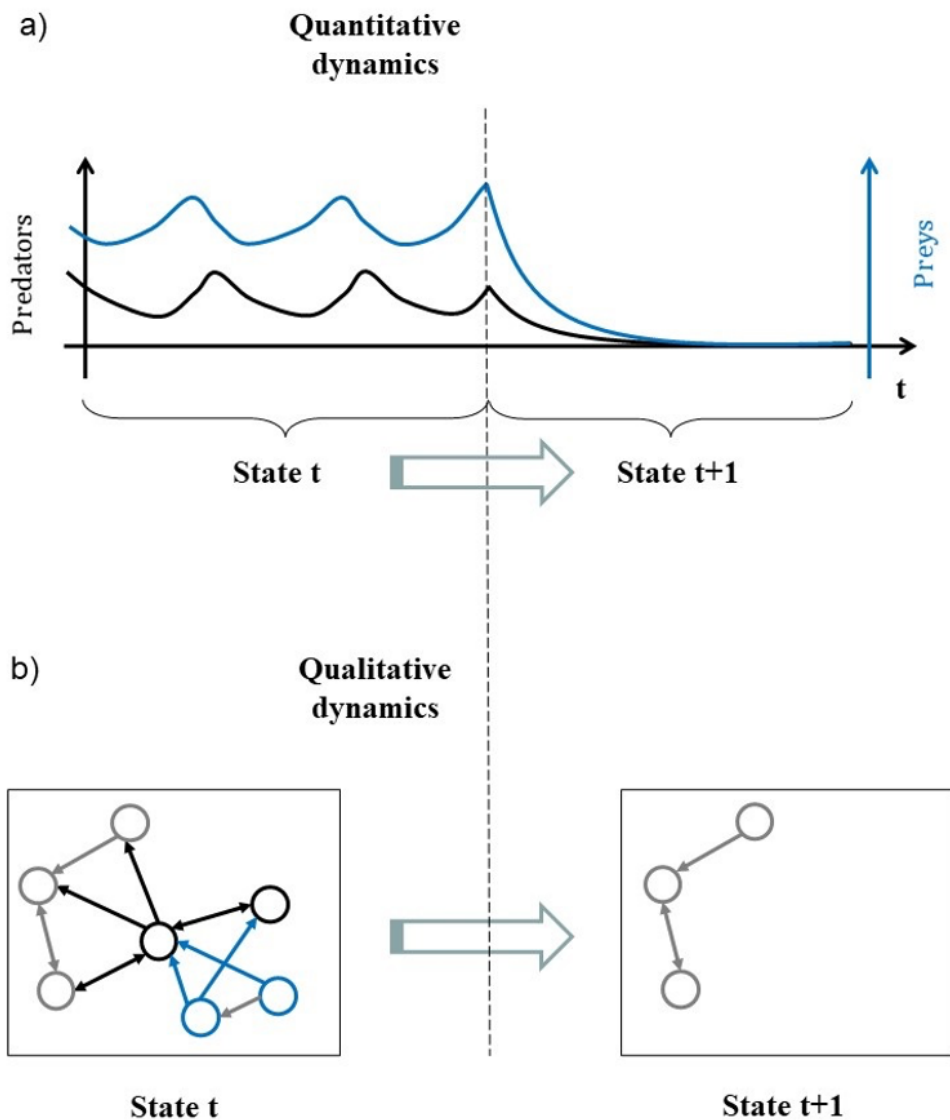 a)
Quantitative
dynamics
Predators
Preys
t
State t
State t+1
b)
Qualitative
dynamics
State t
State t+1